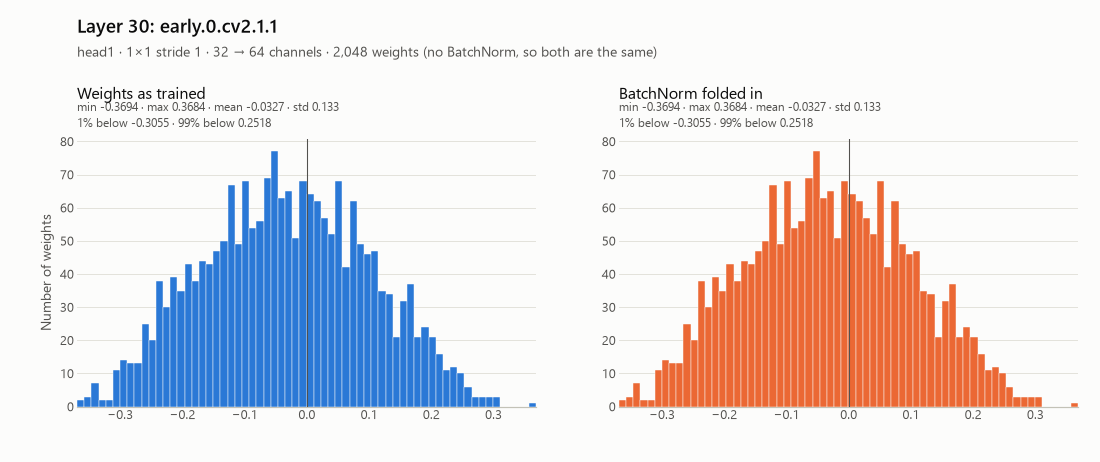 Layer 30: early.0.cv2.1.1
head1 · 1×1 stride 1 · 32 → 64 channels · 2,048 weights (no BatchNorm, so both are the same)
Weights as trained
min -0.3694 · max 0.3684 · mean -0.0327 · std 0.133
1% below -0.3055 · 99% below 0.2518
80
70
60
50
40
30
20
10
0
Number of weights
−0.3 −0.2 −0.1 0.0 0.1 0.2 0.3
BatchNorm folded in
min -0.3694 · max 0.3684 · mean -0.0327 · std 0.133
1% below -0.3055 · 99% below 0.2518
80
70
60
50
40
30
20
10
0
−0.3 −0.2 −0.1 0.0 0.1 0.2 0.3